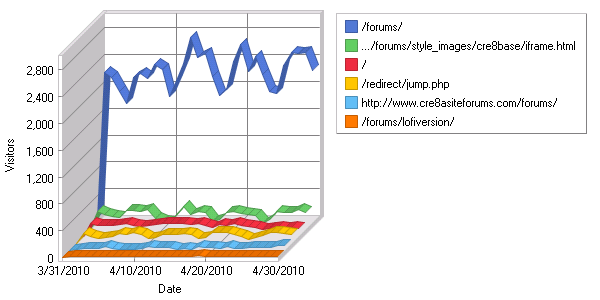 /forums/
.../forums/style_images/cre8base/iframe.html
/
/redirect/jump.php
http://www.cre8asiteforums.com/forums/
/forums/lofiversion/
Visitors
2,800
2,400
2,000
1,600
1,200
800
400
0
3/31/2010 4/10/2010 4/20/2010 4/30/2010
Date